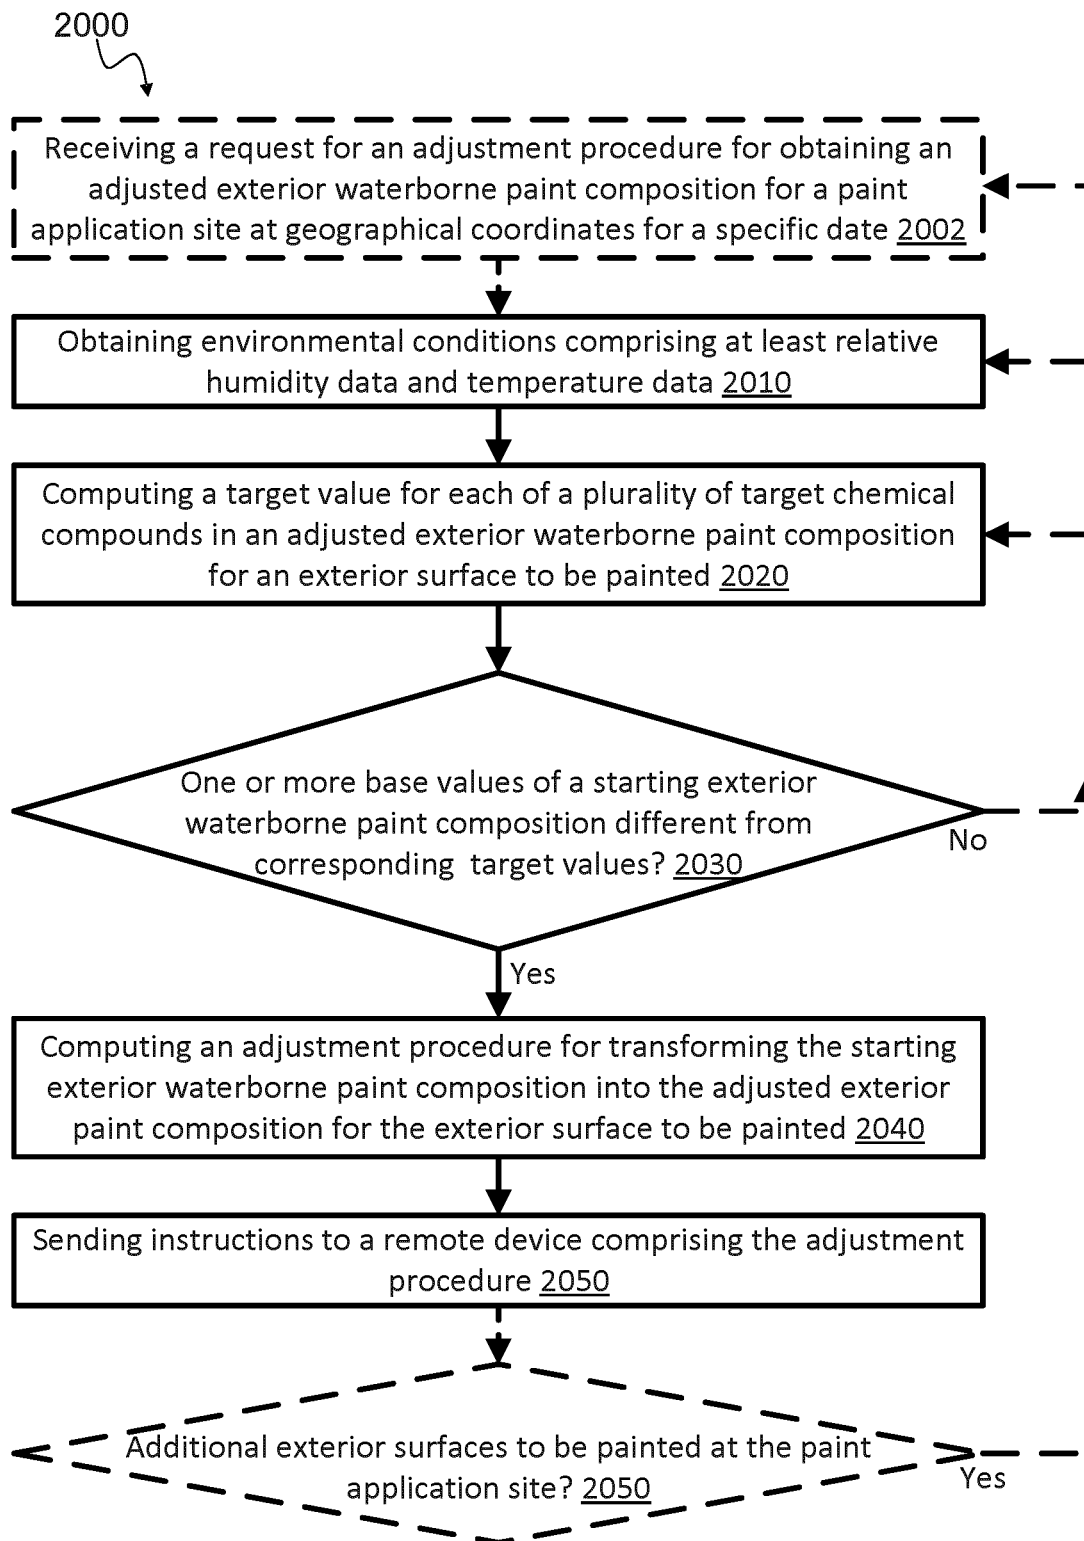 2000
Receiving a request for an adjustment procedure for obtaining an
adjusted exterior waterborne paint composition for a paint
application site at geographical coordinates for a specific date 2002
Obtaining environmental conditions comprising at least relative
humidity data and temperature data 2010
Computing a target value for each of a plurality of target chemical
compounds in an adjusted exterior waterborne paint composition
for an exterior surface to be painted 2020
One or more base values of a starting exterior
waterborne paint composition different from
corresponding target values? 2030
No
Yes
Computing an adjustment procedure for transforming the starting
exterior waterborne paint composition into the adjusted exterior
paint composition for the exterior surface to be painted 2040
Sending instructions to a remote device comprising the adjustment
procedure 2050
Additional exterior surfaces to be painted at the paint
application site? 2050
Yes